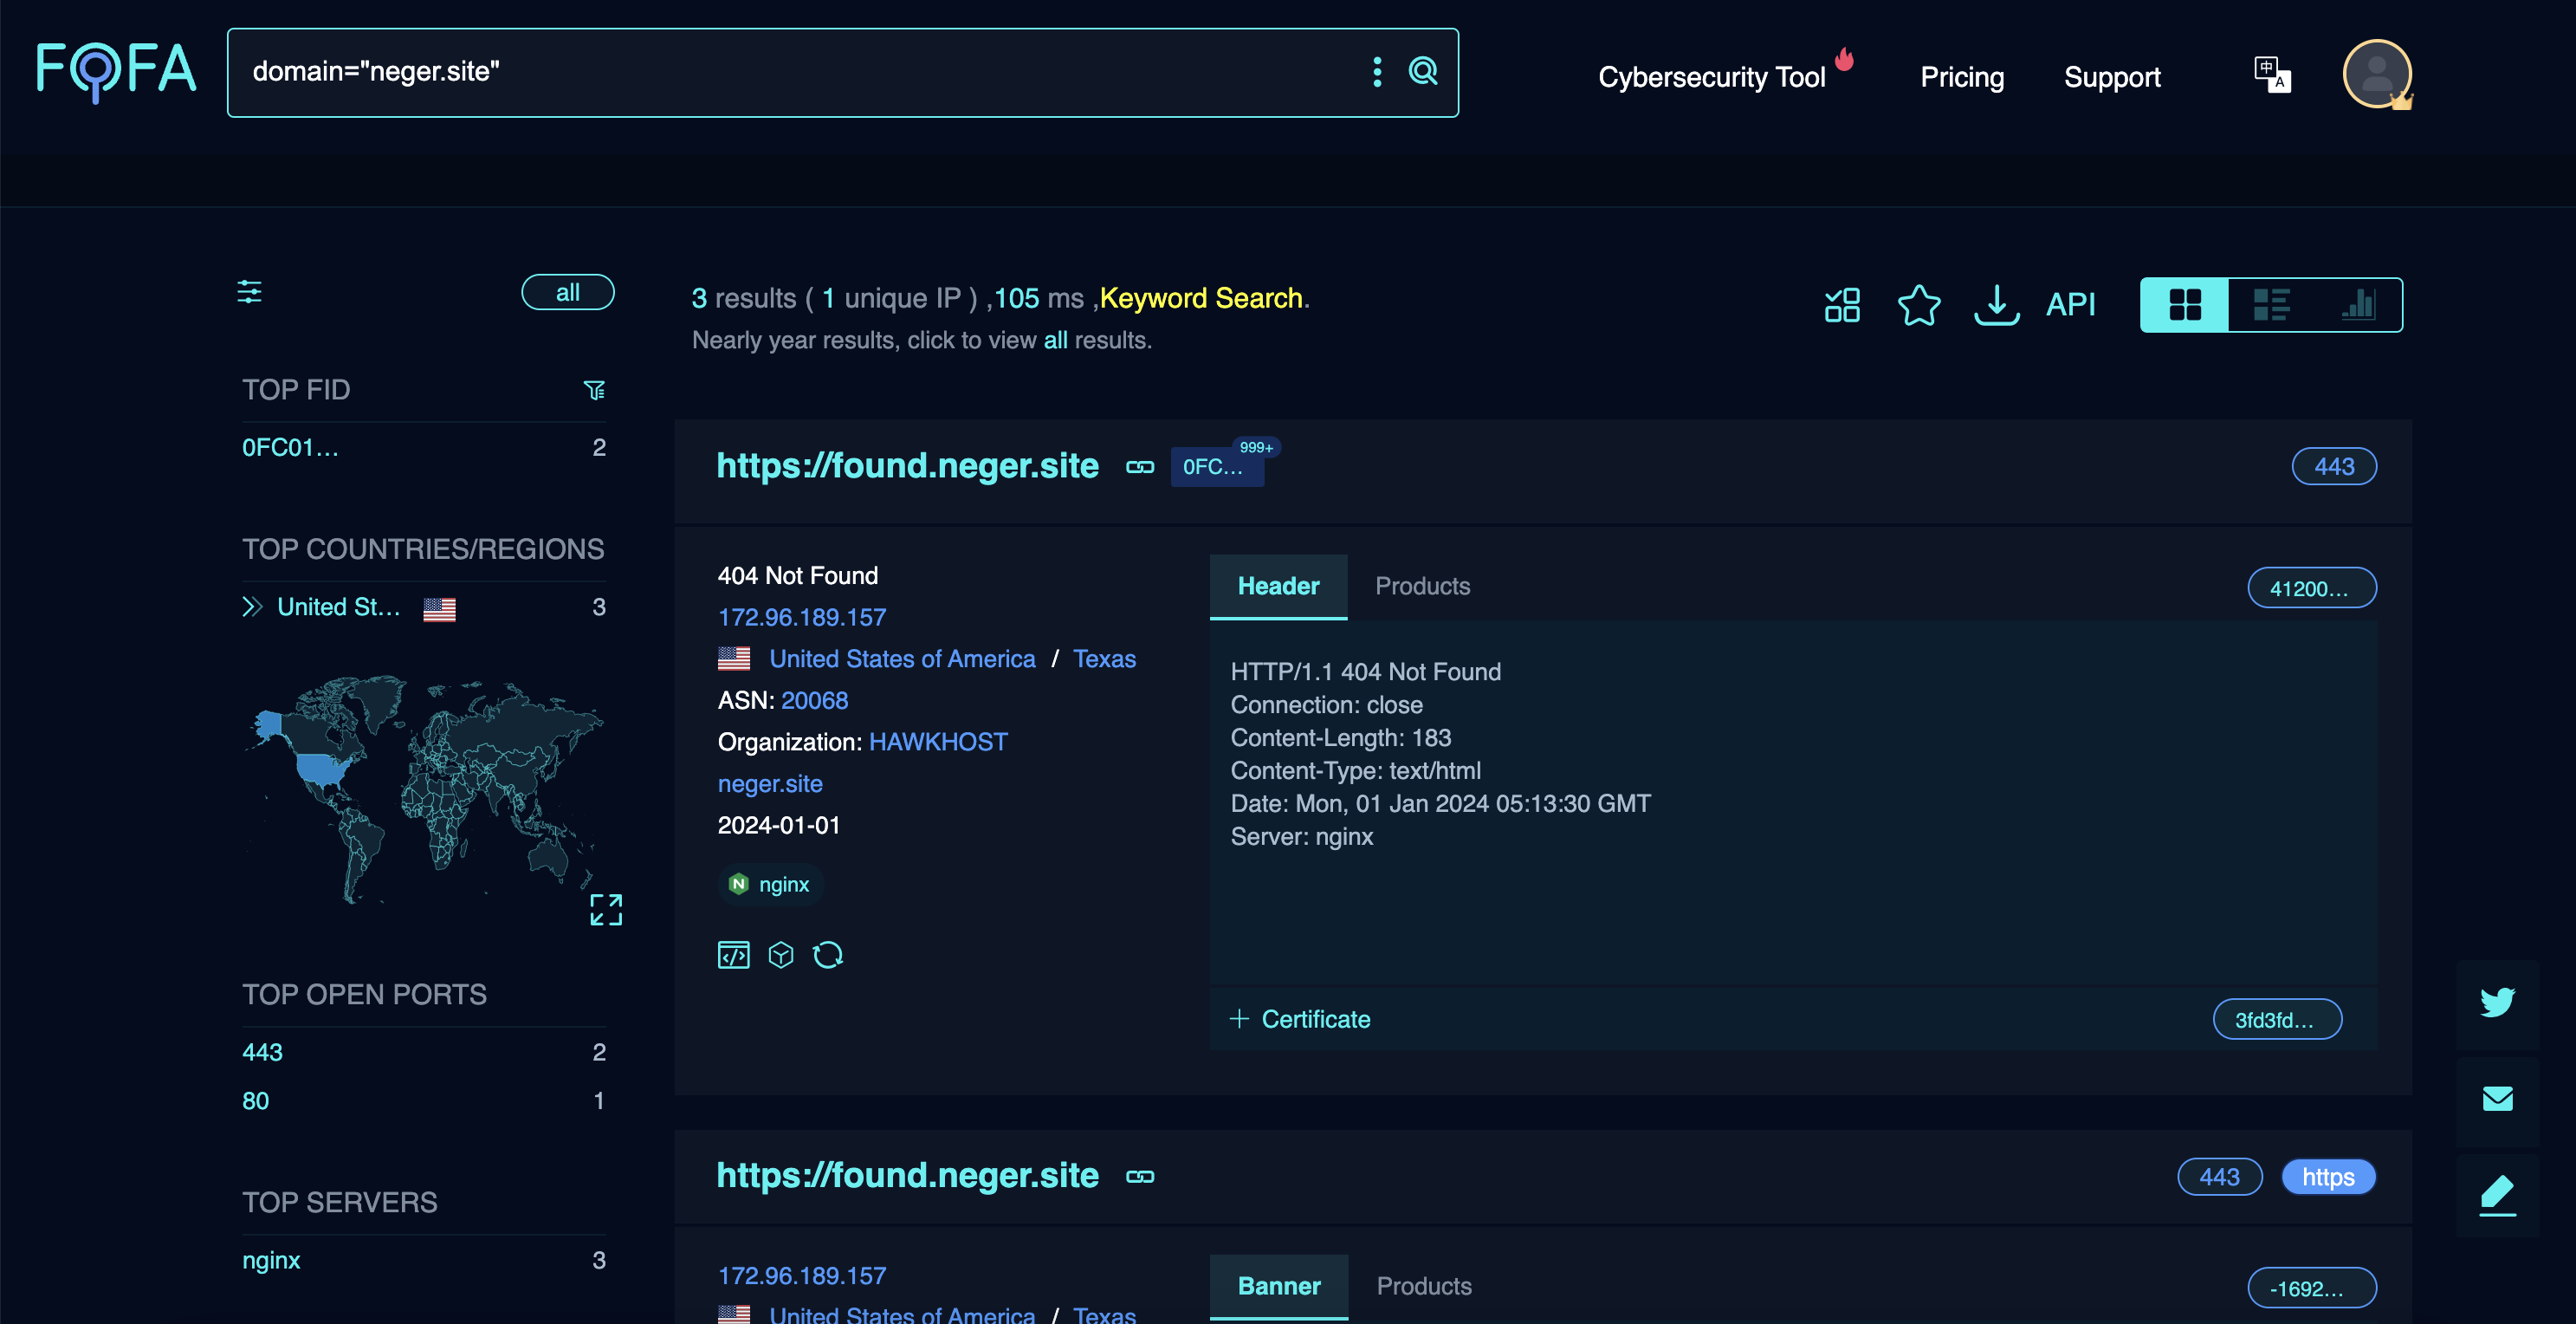 FOFA
domain="neger.site"
Cybersecurity Tool
Pricing
Support
中 A
all
3 results ( 1 unique IP ) ,105 ms ,Keyword Search.
Nearly year results, click to view all results.
API
TOP FID
0FC01... 2
TOP COUNTRIES/REGIONS
United St... 3
TOP OPEN PORTS
443 2
80 1
TOP SERVERS
nginx 3
https://found.neger.site 0FC... 999+ 443
404 Not Found
172.96.189.157
United States of America / Texas
ASN: 20068
Organization: HAWKHOST
neger.site
2024-01-01
N nginx
Header Products 41200...
HTTP/1.1 404 Not Found
Connection: close
Content-Length: 183
Content-Type: text/html
Date: Mon, 01 Jan 2024 05:13:30 GMT
Server: nginx
+ Certificate 3fd3fd...
https://found.neger.site 443 https
172.96.189.157
United States of America / Texas
Banner Products -1692...